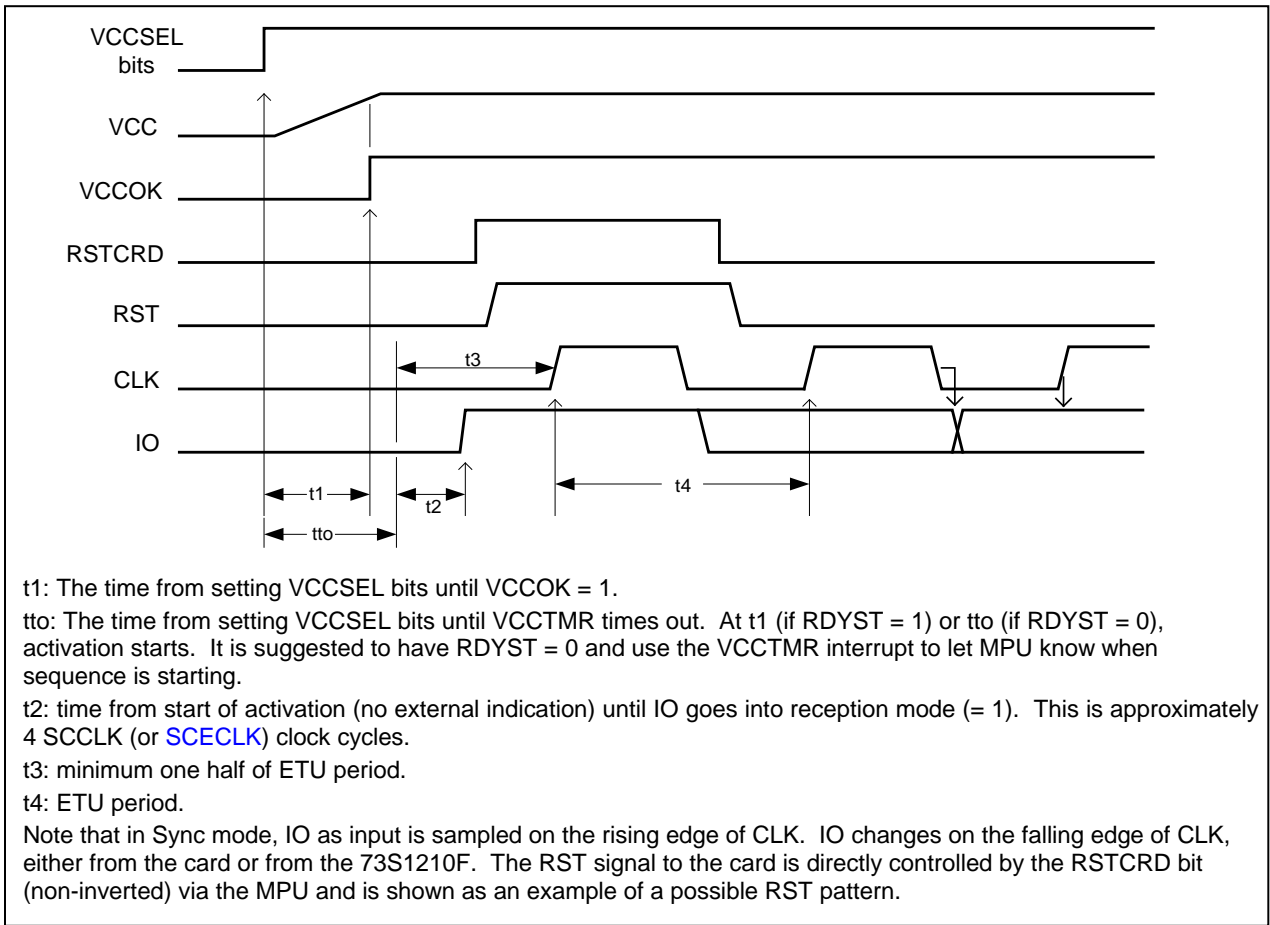 VCCSEL
bits
VCC
VCCOK
RSTCRD
RST
t3
CLK
IO
t1
t2
t4
tto
t1: The time from setting VCCSEL bits until VCCOK = 1.
tto: The time from setting VCCSEL bits until VCCTMR times out. At t1 (if RDYST = 1) or tto (if RDYST = 0),
activation starts. It is suggested to have RDYST = 0 and use the VCCTMR interrupt to let MPU know when
sequence is starting.
t2: time from start of activation (no external indication) until IO goes into reception mode (= 1). This is approximately
4 SCCLK (or SCECLK) clock cycles.
t3: minimum one half of ETU period.
t4: ETU period.
Note that in Sync mode, IO as input is sampled on the rising edge of CLK. IO changes on the falling edge of CLK,
either from the card or from the 73S1210F. The RST signal to the card is directly controlled by the RSTCRD bit
(non-inverted) via the MPU and is shown as an example of a possible RST pattern.